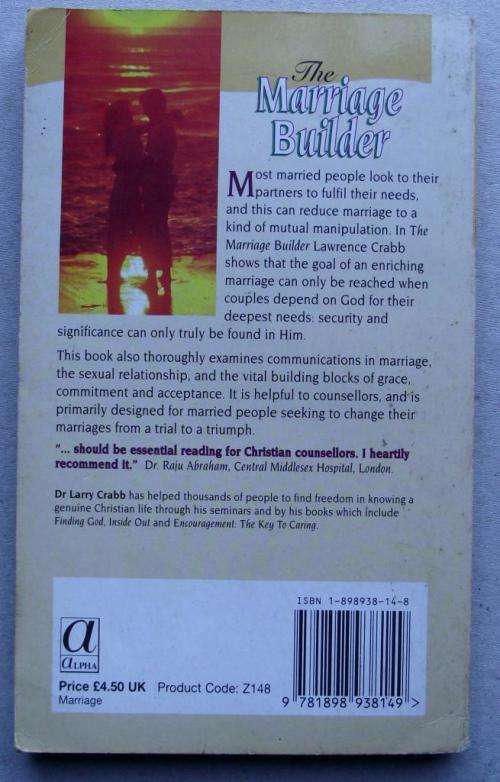 The
Marriage
Builder
Most married people look to their
partners to fulfil their needs,
and this can reduce marriage to a
kind of mutual manipulation. In The
Marriage Builder Lawrence Crabb
shows that the goal of an enriching
marriage can only be reached when
couples depend on God for their
deepest needs: security and
significance can only truly be found in Him.
This book also thoroughly examines communications in marriage,
the sexual relationship, and the vital building blocks of grace,
commitment and acceptance. It is helpful to counsellors, and is
primarily designed for married people seeking to change their
marriages from a trial to a triumph.
"... should be essential reading for Christian counsellors. I heartily
recommend it." Dr. Raju Abraham, Central Middlesex Hospital, London.
Dr Larry Crabb has helped thousands of people to find freedom in knowing a
genuine Christian life through his seminars and by his books which include
Finding God, Inside Out and Encouragement: The Key To Caring.
ISBN 1-898938-14-8
a
ALPHA
Price £4.50 UK Product Code: Z148
Marriage
9 781898 938149 >